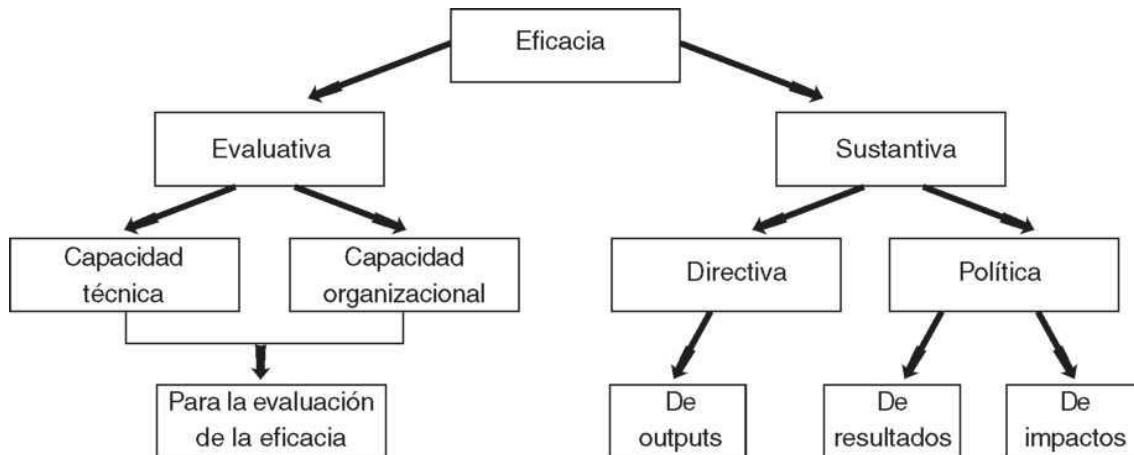 Eficacia
Evaluativa
Sustantiva
Capacidad
técnica
Capacidad
organizacional
Directiva
Política
Para la evaluación
de la eficacia
De
outputs
De
resultados
De
impactos